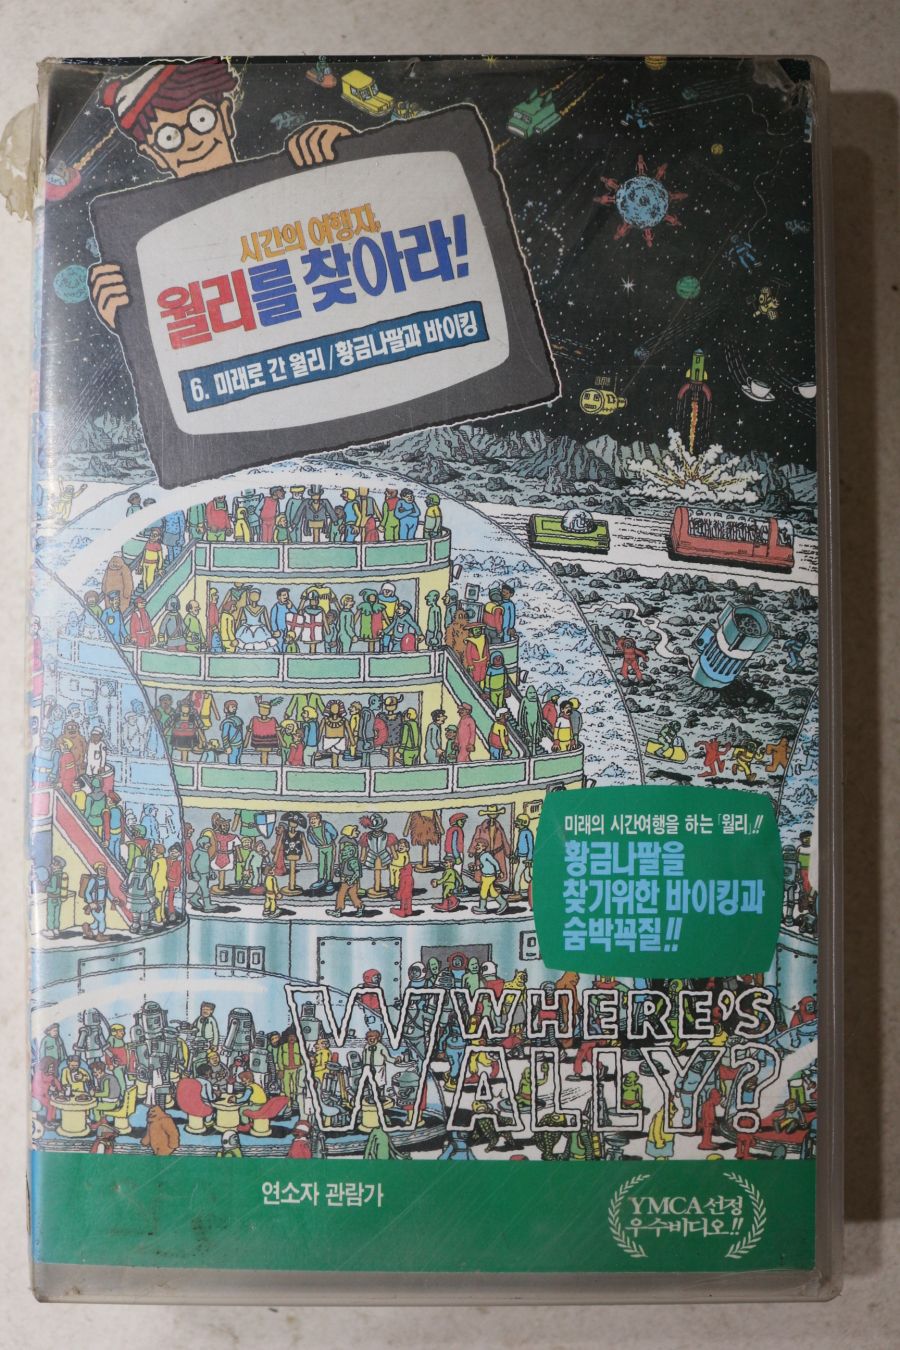 시간의 여행자,
월리를 찾아라!
6. 미래로 간 월리/황금나팔과 바이킹
미래의 시간여행을 하는 「월리」!!
황금나팔을
찾기위한 바이킹과
숨박꼭질!!
WHERE'S
WALLY?
연소자 관람가
YMCA선정
우수비디오!!